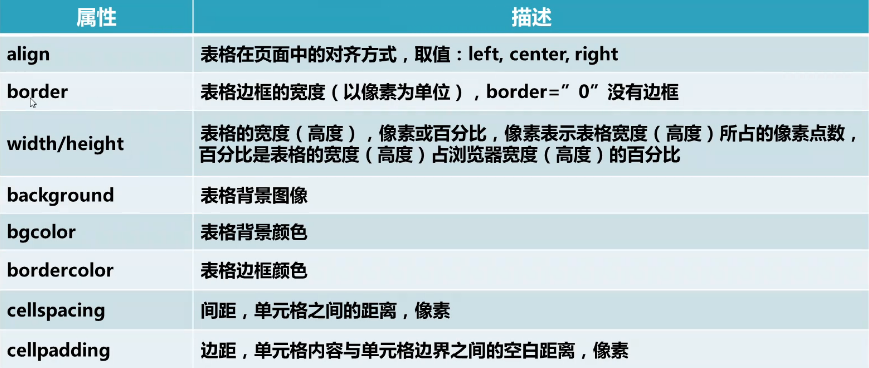 属性 描述
align 表格在页面中的对齐方式，取值：left, center, right
border 表格边框的宽度（以像素为单位），border=”0”没有边框
width/height 表格的宽度（高度），像素或百分比，像素表示表格宽度（高度）所占的像素点数，
百分比是表格的宽度（高度）占浏览器宽度（高度）的百分比
background 表格背景图像
bgcolor 表格背景颜色
bordercolor 表格边框颜色
cellspacing 间距，单元格之间的距离，像素
cellpadding 边距，单元格内容与单元格边界之间的空白距离，像素